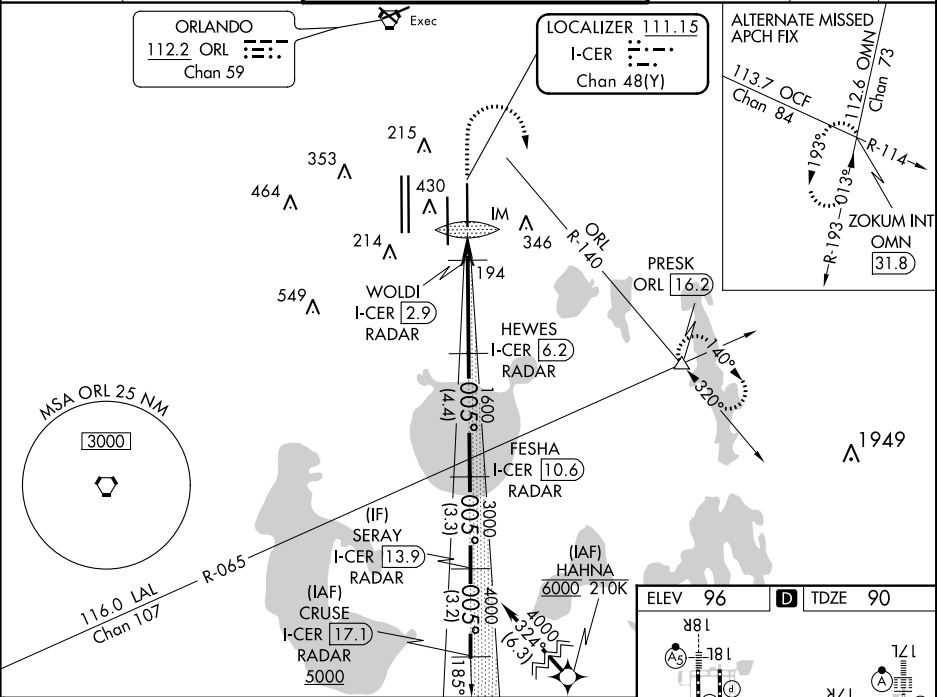 ORLANDO
112.2 ORL
Chan 59
Exec
LOCALIZER 111.15
I-CER
Chan 48(Y)
ALTERNATE MISSED
APCH FIX
113.7 OCF
Chan 84
112.6 OMN D
Chan 73
R-114
193°
013°
R-193
ZOKUM INT
OMN
31.8
215
353
464
430
IM
346
214
194
549
WOLDI
I-CER 2.9
RADAR
ORL
R-140
PRESK
ORL 16.2
HEWES
I-CER 6.2
RADAR
140°
320°
1600
005°
(4.4)
MSA ORL 25 NM
3000
1949
FESHA
I-CER 10.6
RADAR
3000
005°
(3.3)
(IF)
SERAY
I-CER 13.9
RADAR
R-065
116.0 LAL
Chan 107
4000
005°
(3.2)
(IAF)
CRUSE
I-CER 17.1
RADAR
5000
185°
(IAF)
HAHNA
6000 210K
4000
324°
(6.3)
ELEV 96
D
TDZE 90
18R
18L
A5
P
17L
A
17R